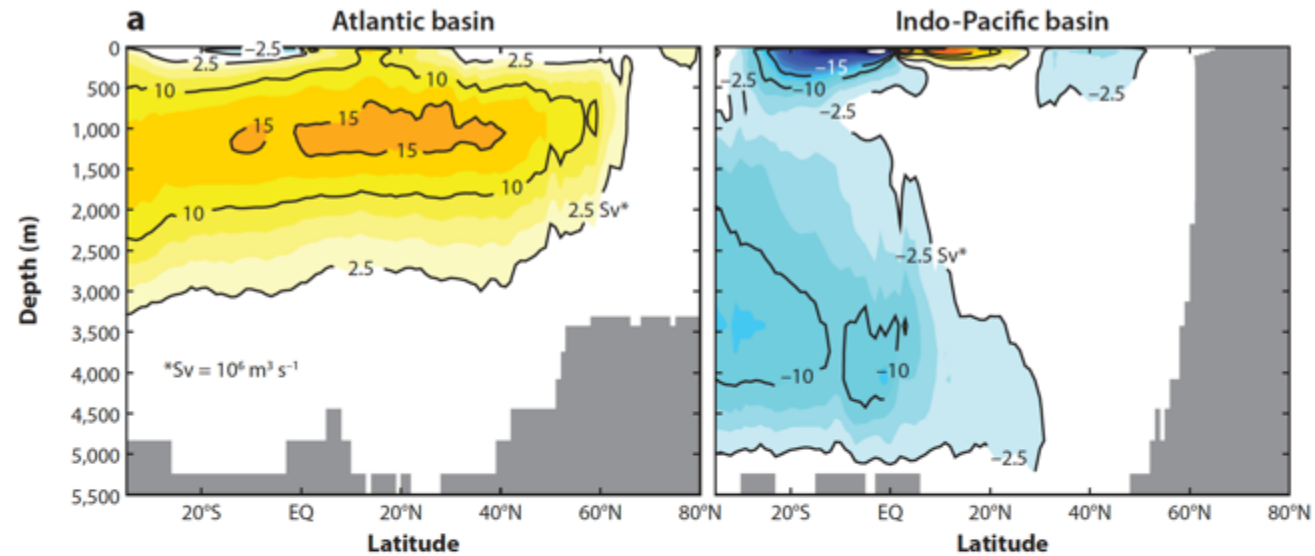 a
Atlantic basin
Indo-Pacific basin
Depth (m)
0
500
1,000
1,500
2,000
2,500
3,000
3,500
4,000
4,500
5,000
5,500
2.5
−2.5
2.5
10
10
15
15
15
10
10
2.5 Sv*
2.5
*Sv = 10⁶ m³ s⁻¹
−2.5
−15
−10
−2.5
−2.5
−2.5 Sv*
−10
−10
−2.5
20°S
EQ
20°N
40°N
60°N
80°N
20°S
EQ
20°N
40°N
60°N
80°N
Latitude
Latitude